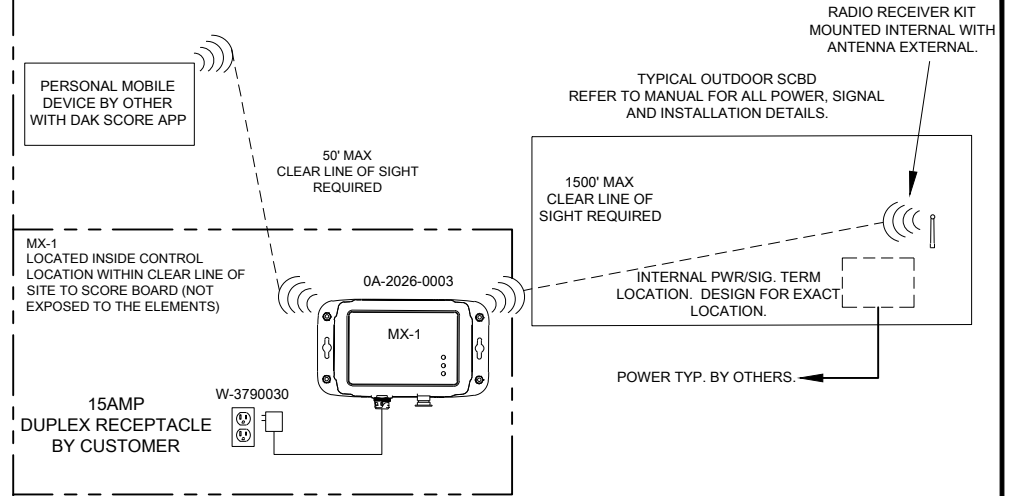 RADIO RECEIVER KIT
MOUNTED INTERNAL WITH
ANTENNA EXTERNAL.
TYPICAL OUTDOOR SCBD
REFER TO MANUAL FOR ALL POWER, SIGNAL
AND INSTALLATION DETAILS.
PERSONAL MOBILE
DEVICE BY OTHER
WITH DAK SCORE APP
50' MAX
CLEAR LINE OF SIGHT
REQUIRED
1500' MAX
CLEAR LINE OF
SIGHT REQUIRED
MX-1
LOCATED INSIDE CONTROL
LOCATION WITHIN CLEAR LINE OF
SITE TO SCORE BOARD (NOT
EXPOSED TO THE ELEMENTS)
0A-2026-0003
MX-1
INTERNAL PWR/SIG. TERM
LOCATION. DESIGN FOR EXACT
LOCATION.
POWER TYP. BY OTHERS.
W-3790030
15AMP
DUPLEX RECEPTACLE
BY CUSTOMER